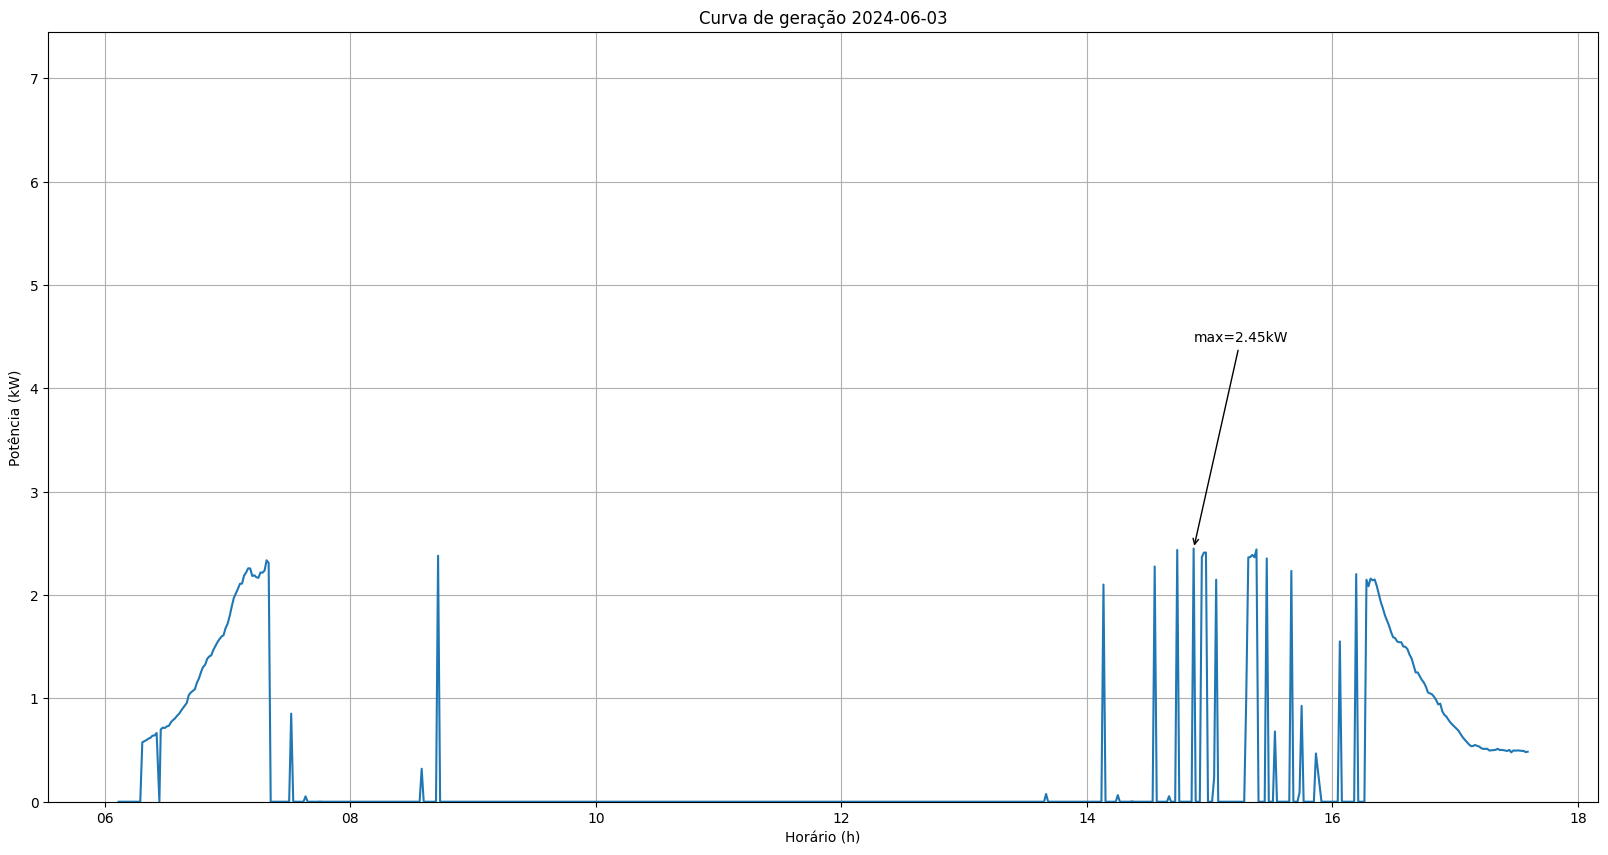 Curva de geração 2024-06-03
7
6
5
max=2.45kW
4
Potência (kW)
3
2
1
0
06 08 10 12 14 16 18
Horário (h)